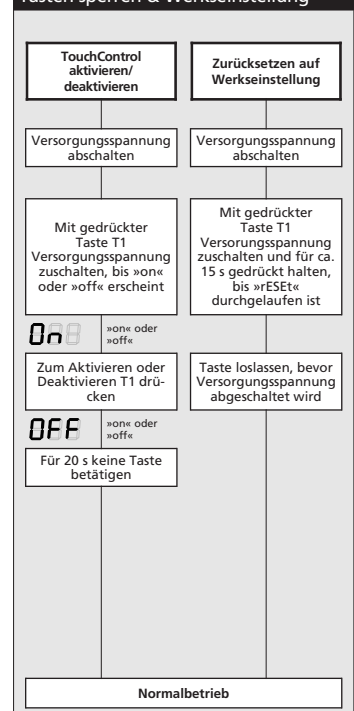 Tasten sperren & Werkseinstellung
TouchControl
aktivieren/
deaktivieren
Zurücksetzen auf
Werkseinstellung
Versorgungsspannung
abschalten
Versorgungsspannung
abschalten
Mit gedrückter
Taste T1
Versorgungsspannung
zuschalten, bis »on«
oder »off« erscheint
Mit gedrückter
Taste T1
Versorungsspannung
zuschalten und für ca.
15 s gedrückt halten,
bis »rESEt«
durchgelaufen ist
On
»on« oder
»off«
Zum Aktivieren oder
Deaktivieren T1 drü-
cken
Taste loslassen, bevor
Versorgungsspannung
abgeschaltet wird
OFF
»on« oder
»off«
Für 20 s keine Taste
betätigen
Normalbetrieb